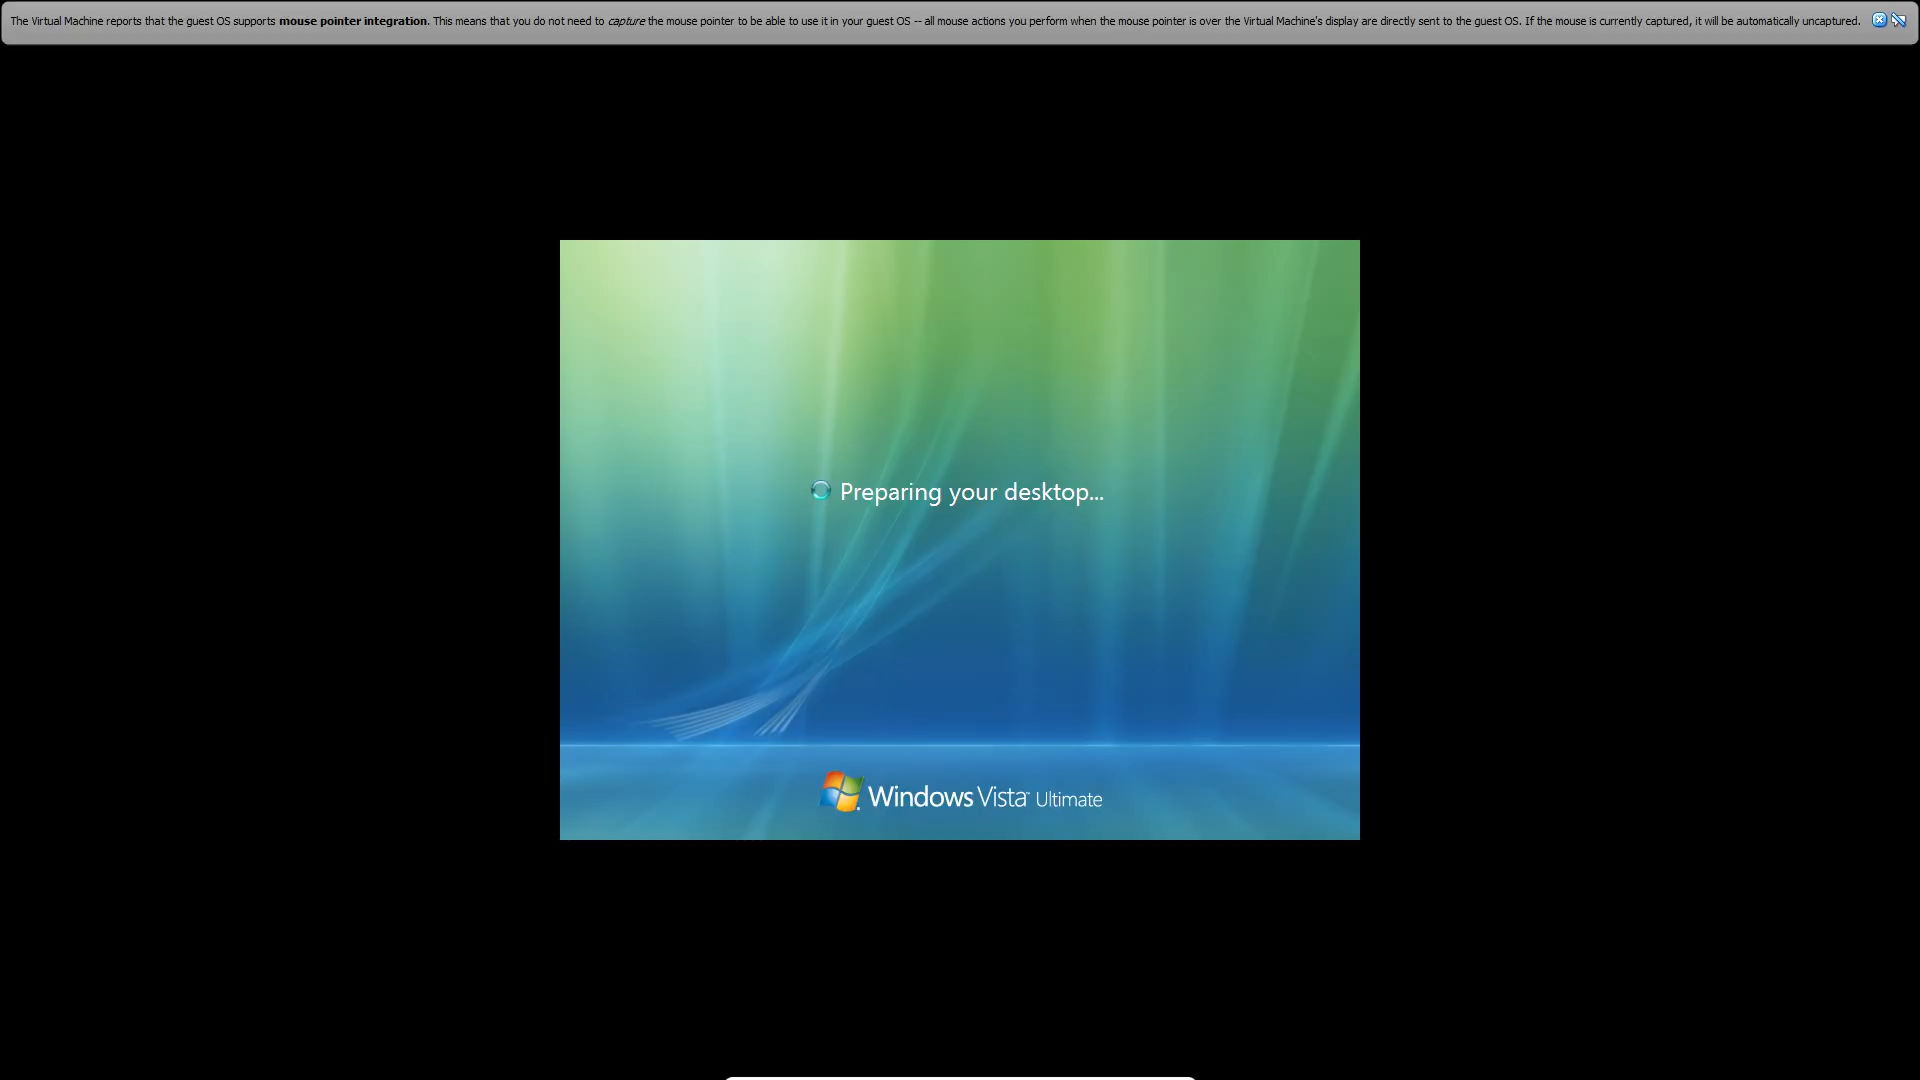 The Virtual Machine reports that the guest OS supports mouse pointer integration. This means that you do not need to capture the mouse pointer to be able to use it in your guest OS -- all mouse actions you perform when the mouse pointer is over the Virtual Machine's display are directly sent to the guest OS. If the mouse is currently captured, it will be automatically uncaptured.
Preparing your desktop...
Windows Vista™ Ultimate